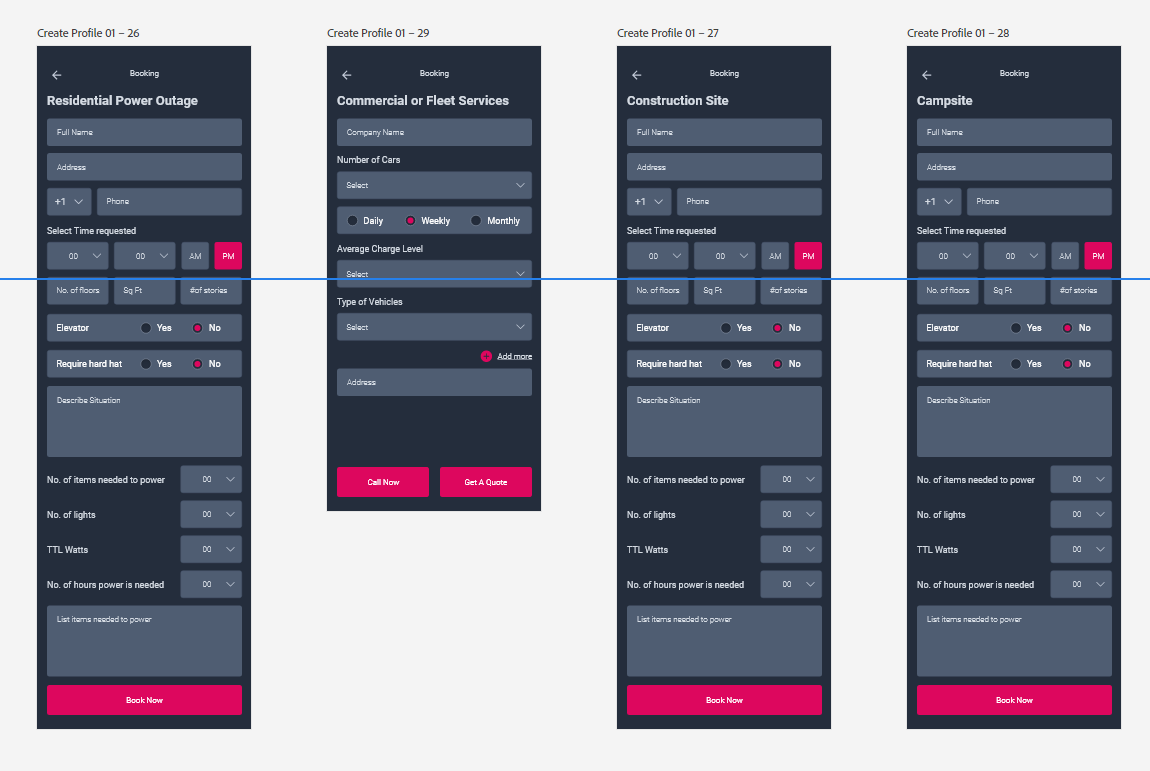 Create Profile 01 – 26
Booking
Residential Power Outage
Full Name
Address
+1 Phone
Select Time requested
00 00 AM PM
No. of floors Sq Ft #of stories
Elevator Yes No
Require hard hat Yes No
Describe Situation
No. of items needed to power 00
No. of lights 00
TTL Watts 00
No. of hours power is needed 00
List items needed to power
Book Now
Create Profile 01 – 29
Booking
Commercial or Fleet Services
Company Name
Number of Cars
Select
Daily Weekly Monthly
Average Charge Level
Select
Type of Vehicles
Select
Add more
Address
Call Now Get A Quote
Create Profile 01 – 27
Booking
Construction Site
Full Name
Address
+1 Phone
Select Time requested
00 00 AM PM
No. of floors Sq Ft #of stories
Elevator Yes No
Require hard hat Yes No
Describe Situation
No. of items needed to power 00
No. of lights 00
TTL Watts 00
No. of hours power is needed 00
List items needed to power
Book Now
Create Profile 01 – 28
Booking
Campsite
Full Name
Address
+1 Phone
Select Time requested
00 00 AM PM
No. of floors Sq Ft #of stories
Elevator Yes No
Require hard hat Yes No
Describe Situation
No. of items needed to power 00
No. of lights 00
TTL Watts 00
No. of hours power is needed 00
List items needed to power
Book Now